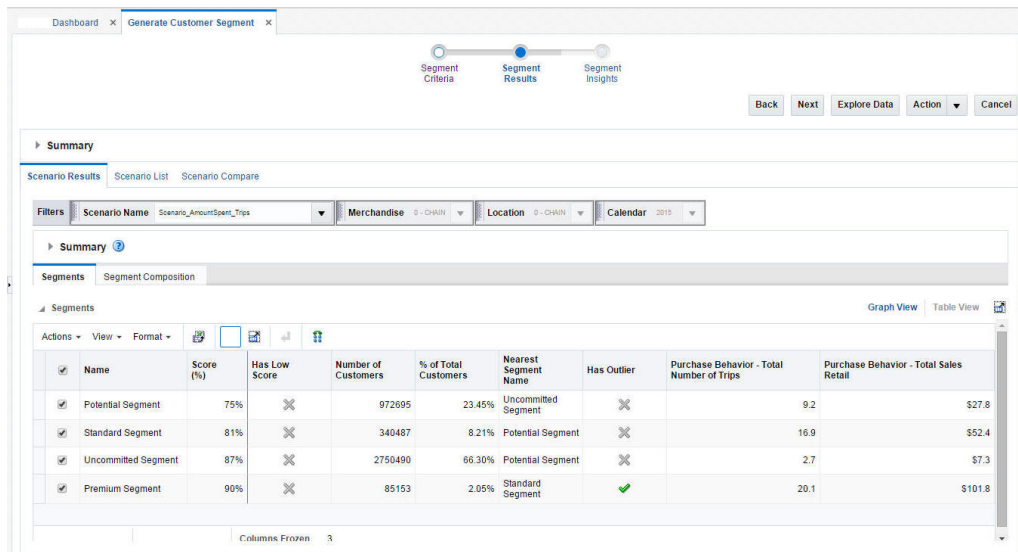 Dashboard × Generate Customer Segment ×
Segment Criteria Segment Results Segment Insights
Back Next Explore Data Action Cancel
Summary
Scenario Results Scenario List Scenario Compare
Filters Scenario Name Scenario_AmountSpent_Trips Merchandise 0 - CHAIN Location 0 - CHAIN Calendar 2015
Summary ?
Segments Segment Composition
Segments Graph View Table View
Actions View Format
Name Score (%) Has Low Score Number of Customers % of Total Customers Nearest Segment Name Has Outlier Purchase Behavior - Total Number of Trips Purchase Behavior - Total Sales Retail
Potential Segment 75% 972695 23.45% Uncommitted Segment 9.2 $27.8
Standard Segment 81% 340487 8.21% Potential Segment 16.9 $52.4
Uncommitted Segment 87% 2750490 66.30% Potential Segment 2.7 $7.3
Premium Segment 90% 85153 2.05% Standard Segment 20.1 $101.8
Columns Frozen 3